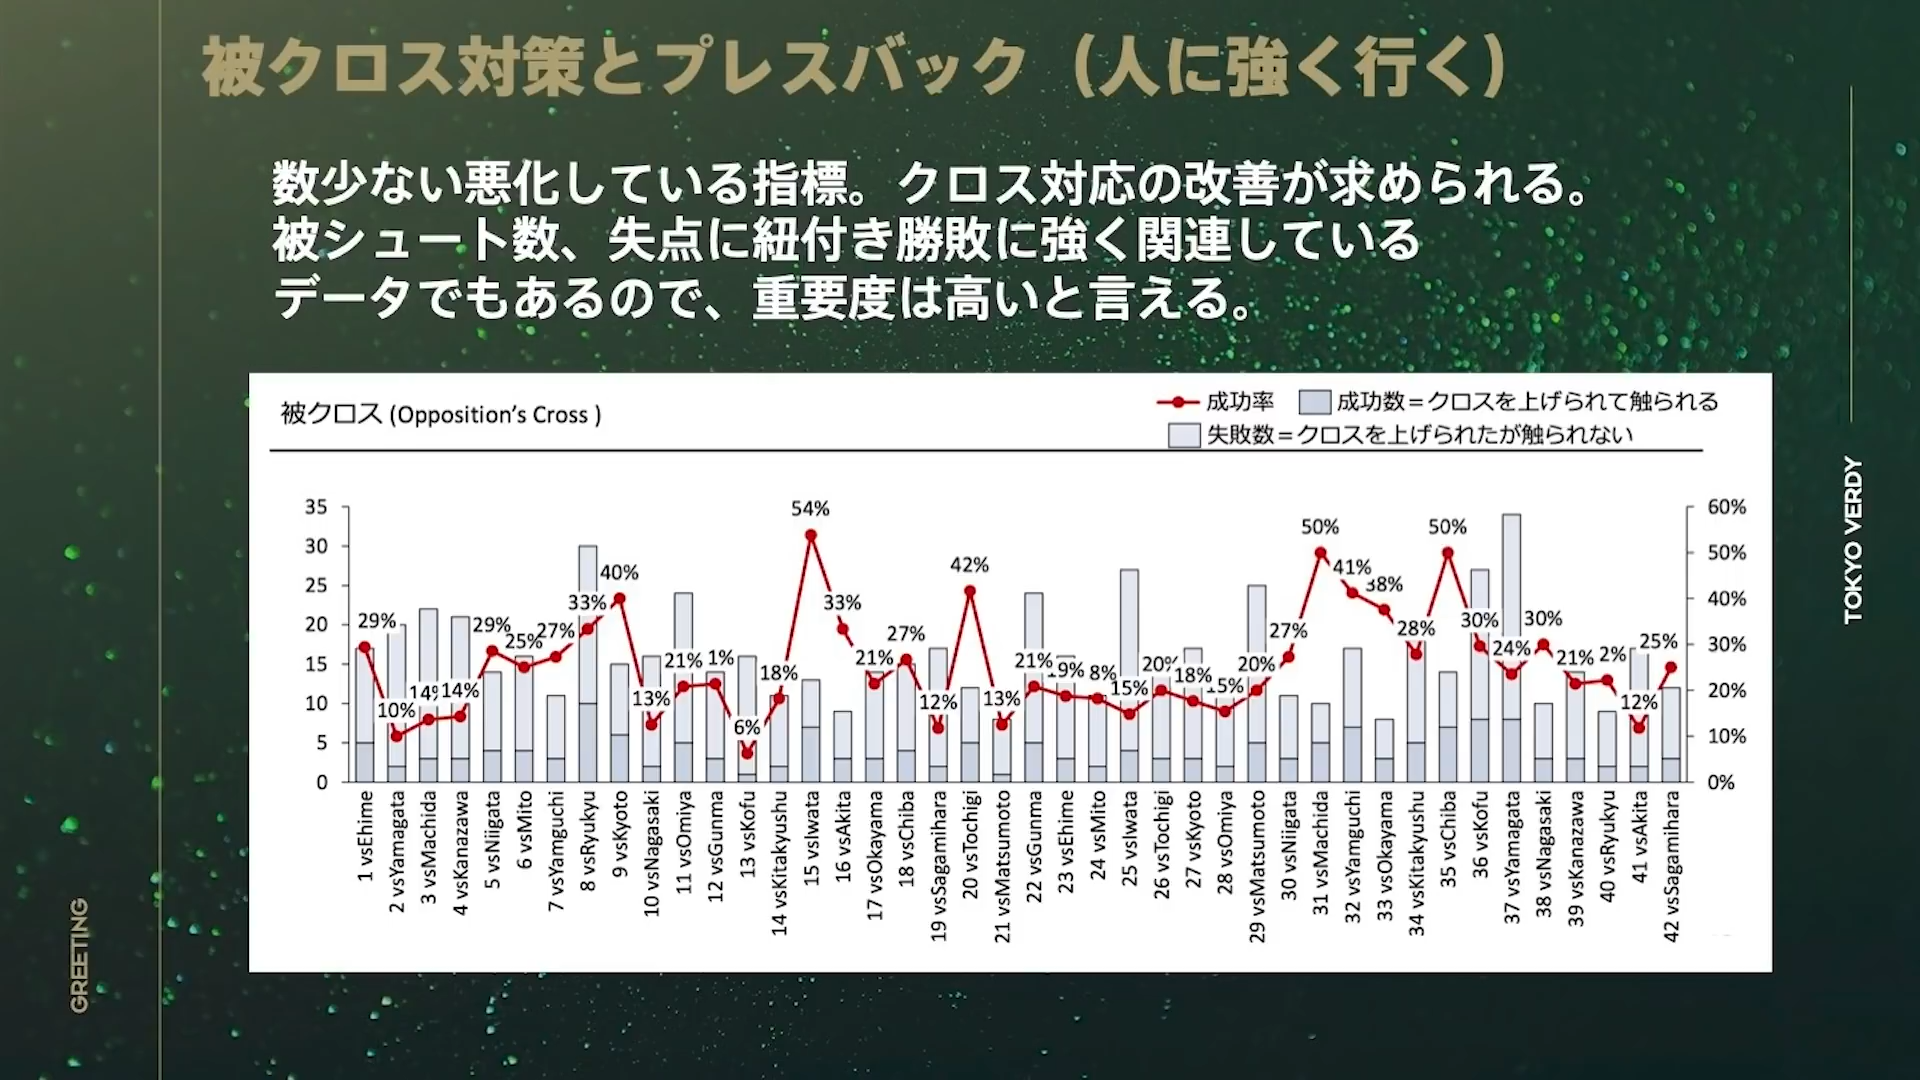 被クロス対策とプレスバック（人に強く行く）
数少ない悪化している指標。クロス対応の改善が求められる。
被シュート数、失点に紐付き勝敗に強く関連している
データでもあるので、重要度は高いと言える。
被クロス (Opposition's Cross )
成功率 成功数＝クロスを上げられて触られる
失敗数＝クロスを上げられたが触られない
35
30
25
20
15
10
5
0
60%
50%
40%
30%
20%
10%
0%
29%
10%
14%
29%
25%
27%
33%
40%
13%
21%
1%
6%
18%
54%
33%
21%
27%
12%
42%
13%
21%
9%
8%
15%
20%
18%
15%
20%
27%
50%
41%
38%
28%
50%
30%
24%
30%
21%
2%
12%
25%
1 vsEhime
2 vsYamagata
3 vsMachida
4 vsKanazawa
5 vsNiigata
6 vsMito
7 vsYamguchi
8 vsRyukyu
9 vsKyoto
10 vsNagasaki
11 vsOmiya
12 vsGunma
13 vsKofu
14 vsKitakyushu
15 vsIwata
16 vsAkita
17 vsOkayama
18 vsChiba
19 vsSagamihara
20 vsTochigi
21 vsMatsumoto
22 vsGunma
23 vsEhime
24 vsMito
25 vsIwata
26 vsTochigi
27 vsKyoto
28 vsOmiya
29 vsMatsumoto
30 vsNiigata
31 vsMachida
32 vsYamguchi
33 vsOkayama
34 vsKitakyushu
35 vsChiba
36 vsKofu
37 vsYamagata
38 vsNagasaki
39 vsKanazawa
40 vsRyukyu
41 vsAkita
42 vsSagamihara
TOKYO VERDY
GREETING